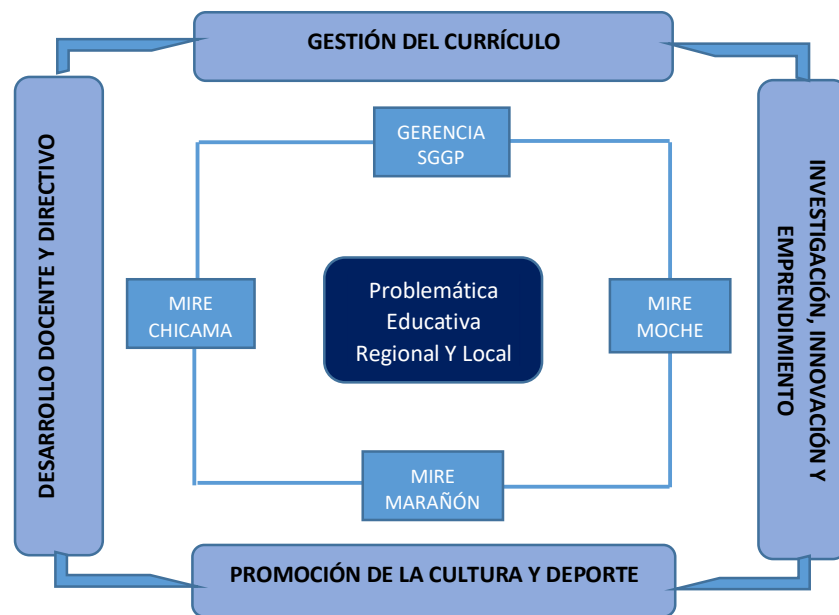 GESTIÓN DEL CURRÍCULO
GERENCIA
SGGP
DESARROLLO DOCENTE Y DIRECTIVO
MIRE
CHICAMA
Problemática
Educativa
Regional Y Local
MIRE
MOCHE
INVESTIGACIÓN, INNOVACIÓN Y
EMPRENDIMIENTO
MIRE
MARAÑÓN
PROMOCIÓN DE LA CULTURA Y DEPORTE